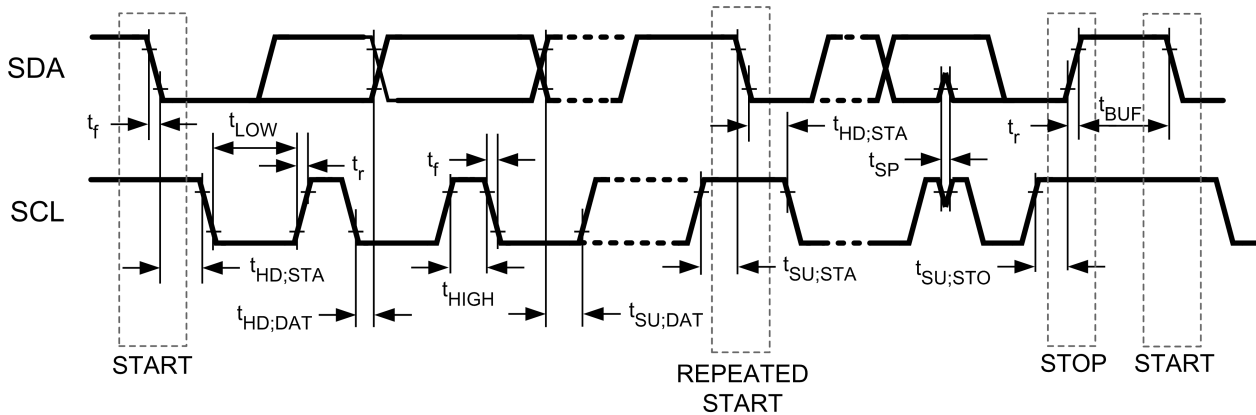 SDA
t_f
t_LOW
t_r
t_f
t_HD;STA
t_SP
t_r
t_BUF
SCL
t_HD;STA
t_HD;DAT
t_HIGH
t_SU;DAT
t_SU;STA
t_SU;STO
START
REPEATED
START
STOP
START